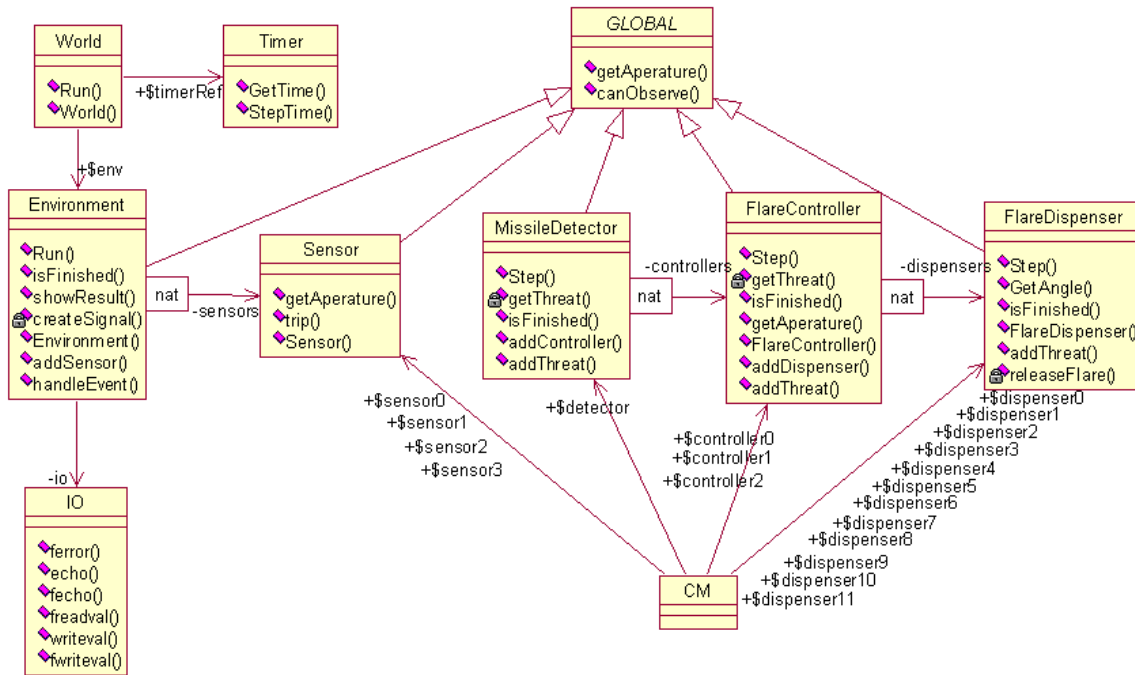 World
Run()
World()
Timer
GetTime()
StepTime()
+$timerRef
GLOBAL
getAperature()
canObserve()
+$env
Environment
Run()
isFinished()
showResult()
createSignal()
Environment()
addSensor()
handleEvent()
nat
-sensors
Sensor
getAperature()
trip()
Sensor()
MissileDetector
Step()
getThreat()
isFinished()
addController()
addThreat()
-controllers
nat
FlareController
Step()
getThreat()
isFinished()
getAperature()
FlareController()
addDispenser()
addThreat()
-dispensers
nat
FlareDispenser
Step()
GetAngle()
isFinished()
FlareDispenser()
addThreat()
releaseFlare()
+$sensor0
+$sensor1
+$sensor2
+$sensor3
+$detector
+$controller0
+$controller1
+$controller2
+$dispenser0
+$dispenser1
+$dispenser2
+$dispenser3
+$dispenser4
+$dispenser5
+$dispenser6
+$dispenser7
+$dispenser8
+$dispenser9
+$dispenser10
+$dispenser11
-io
IO
ferror()
echo()
fecho()
freadval()
writeval()
fwriteval()
CM